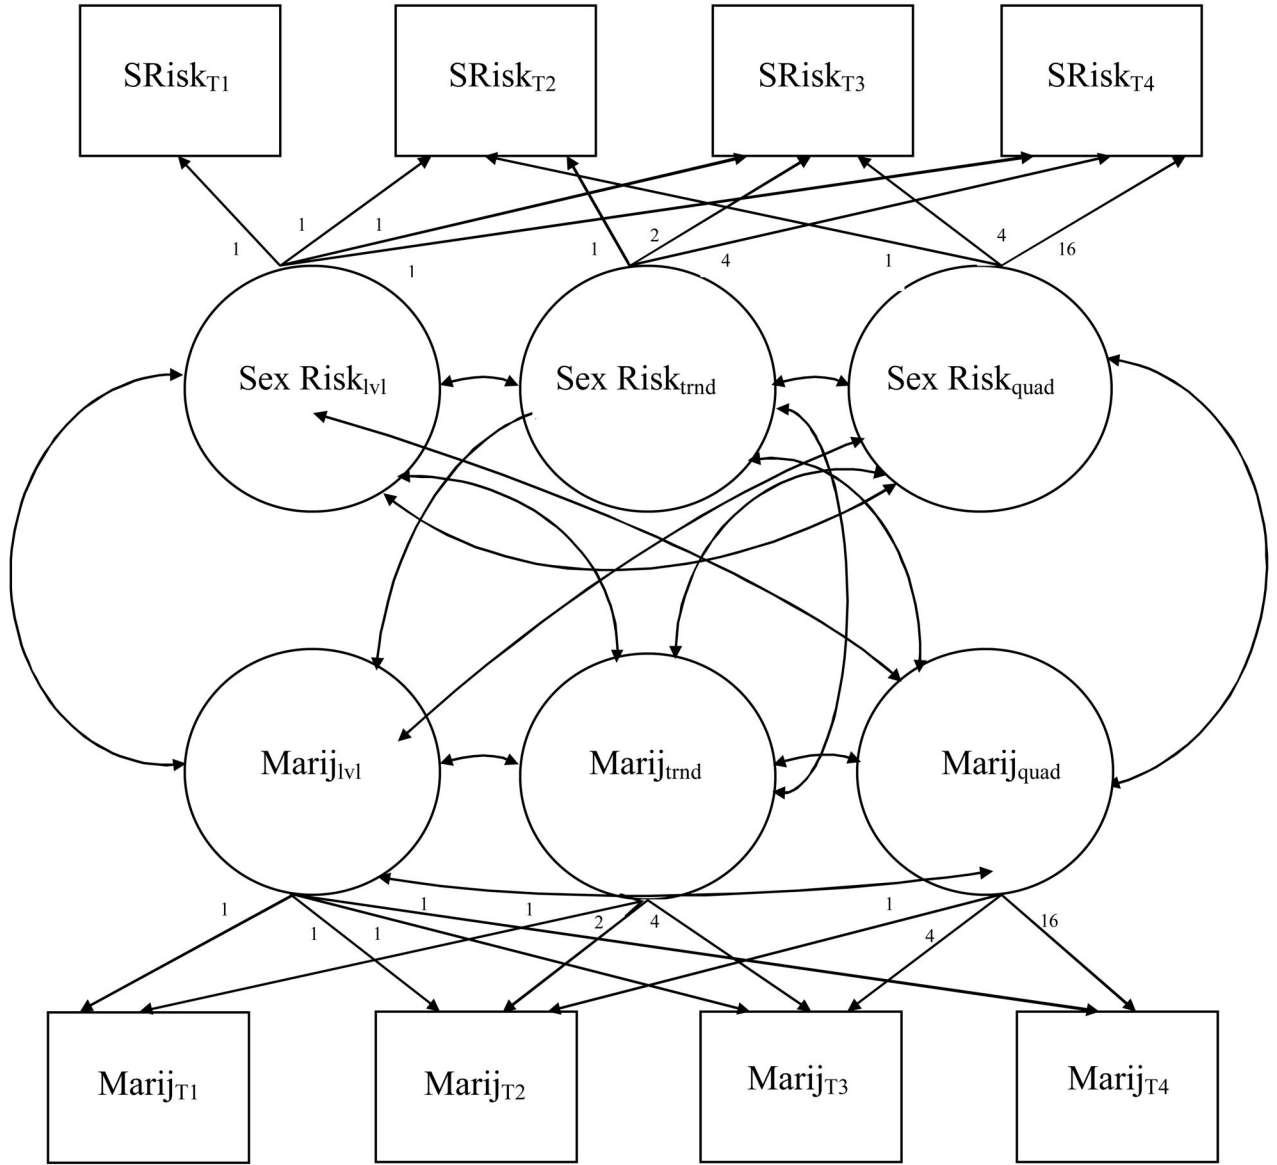 SRiskT1 SRiskT2 SRiskT3 SRiskT4
1 1 1 1 1 2 4 1 4 16
Sex Risklvl Sex Risktrnd Sex Riskquad
Marijlvl Marijtrnd Marijquad
1 1 1 1 2 4 1 4 16
MarijT1 MarijT2 MarijT3 MarijT4